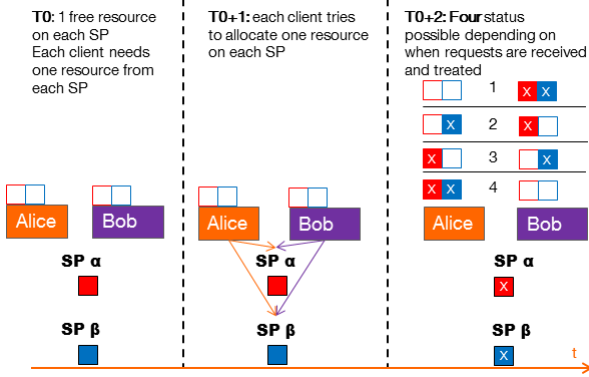 T0: 1 free resource
on each SP
Each client needs
one resource from
each SP
Alice
Bob
SP α
SP β
T0+1: each client tries
to allocate one resource
on each SP
Alice
Bob
SP α
SP β
T0+2: Four status
possible depending on
when requests are received
and treated
1 X X
X 2 X
X 3 X
X X 4
Alice
Bob
SP α
X
SP β
X
t